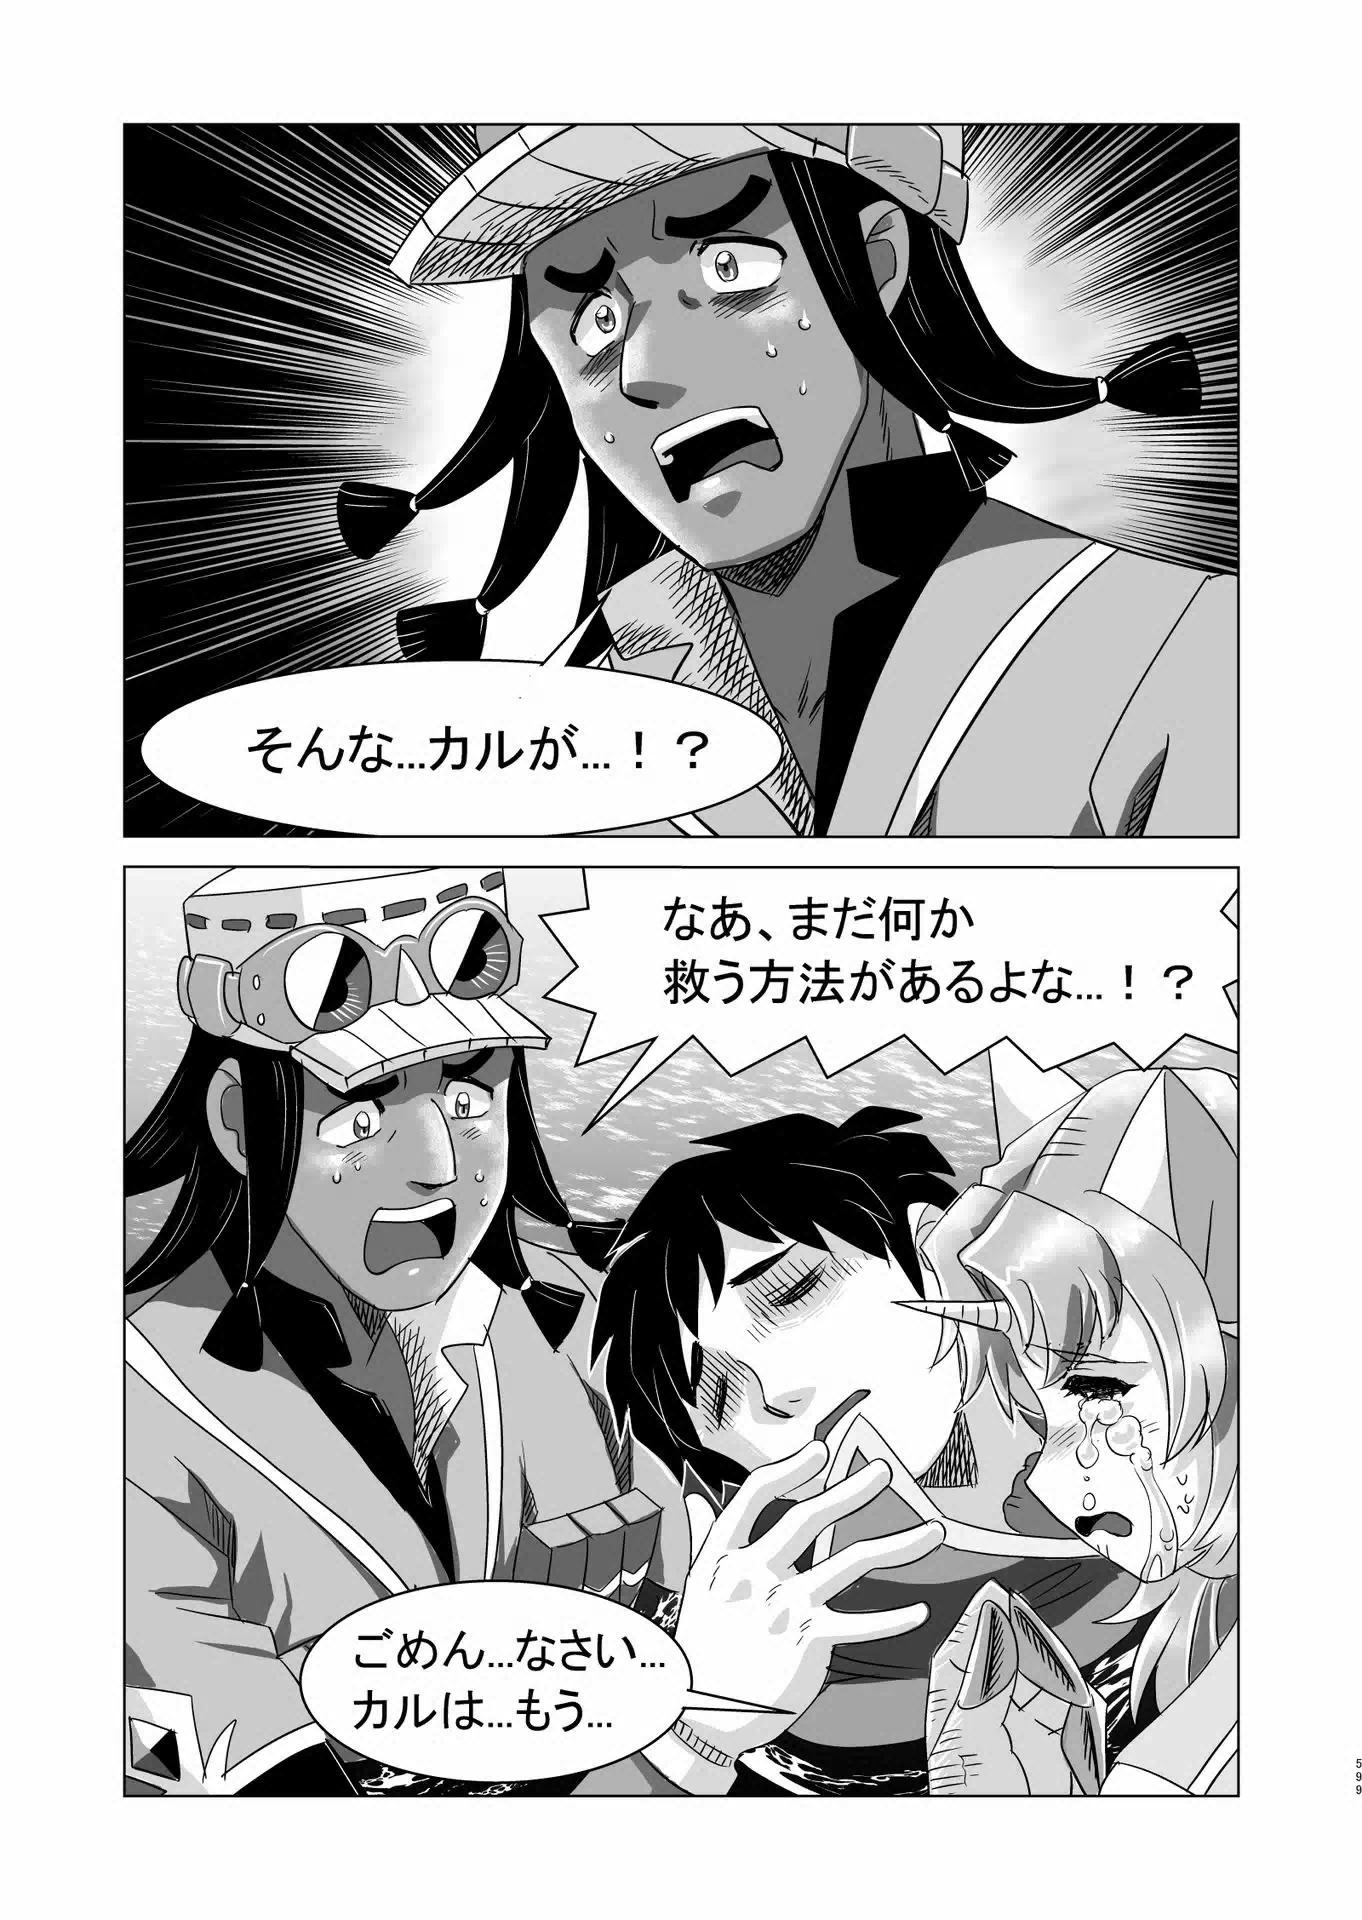 そんな…カルが…！？
なあ、まだ何か
救う方法があるよな…！？
ごめん…なさい…
カルは…もう…
599